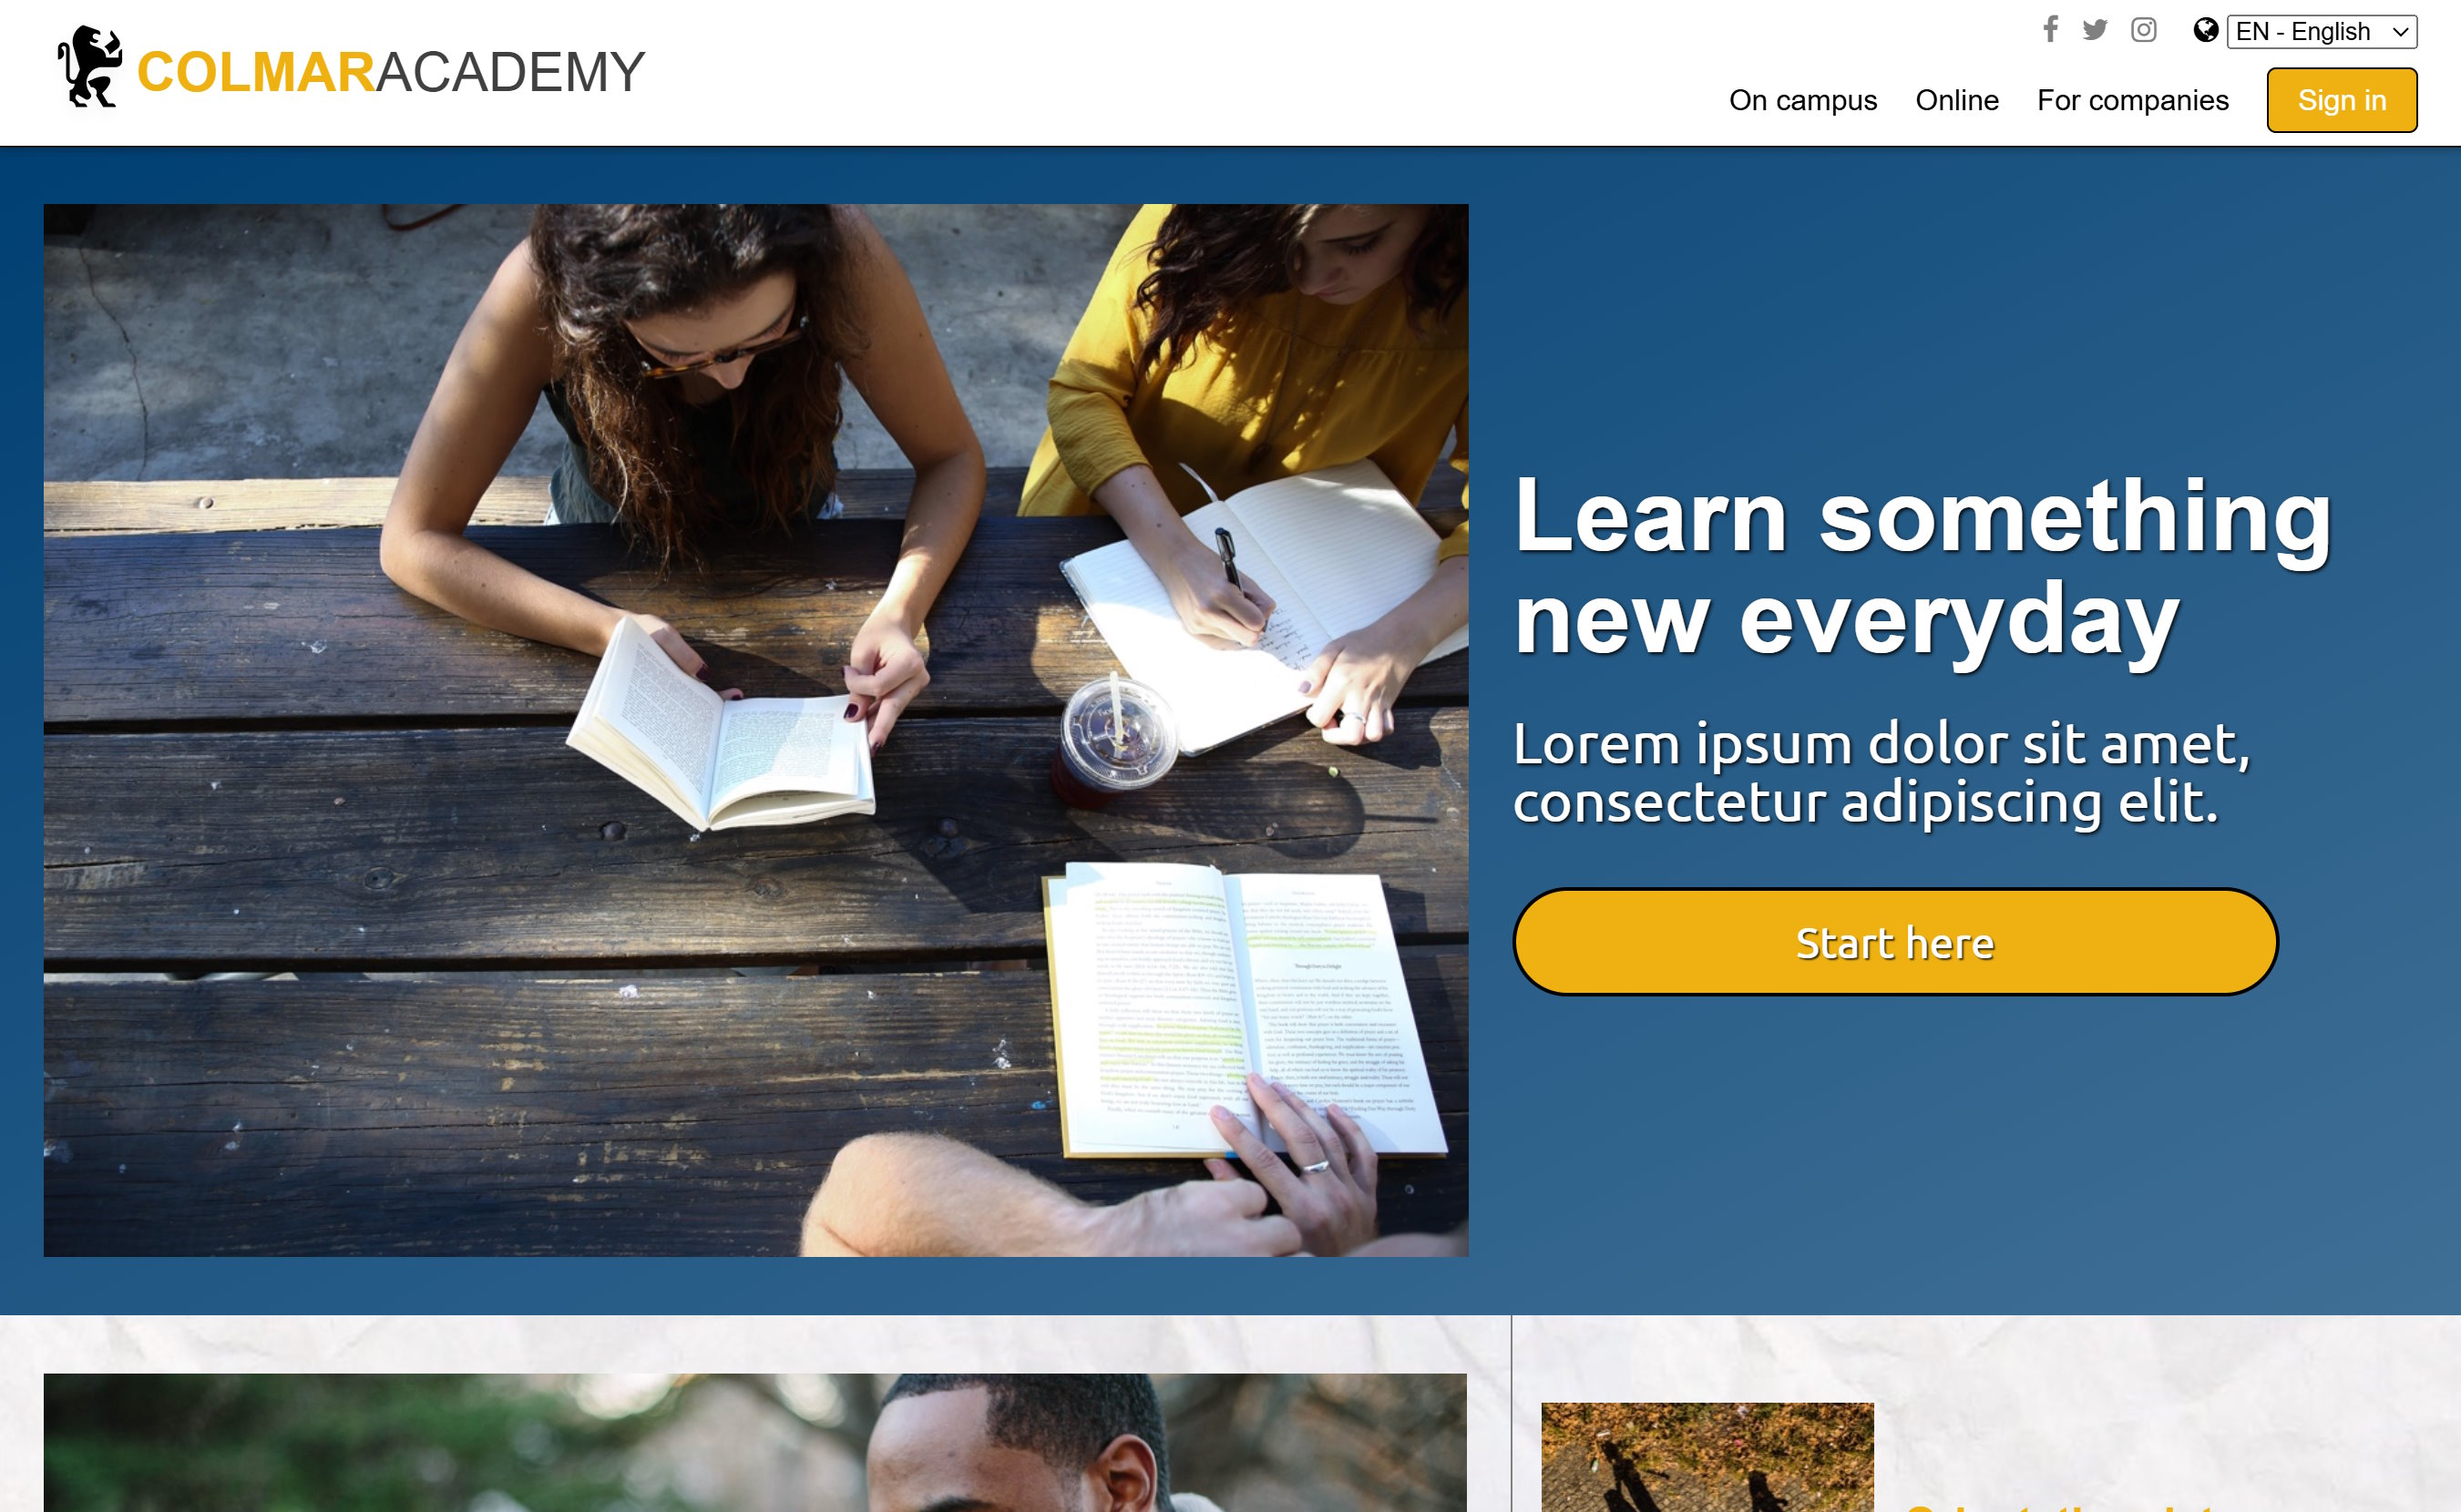 COLMARACADEMY
EN - English
On campus Online For companies Sign in
Learn something
new everyday
Lorem ipsum dolor sit amet,
consectetur adipiscing elit.
Start here